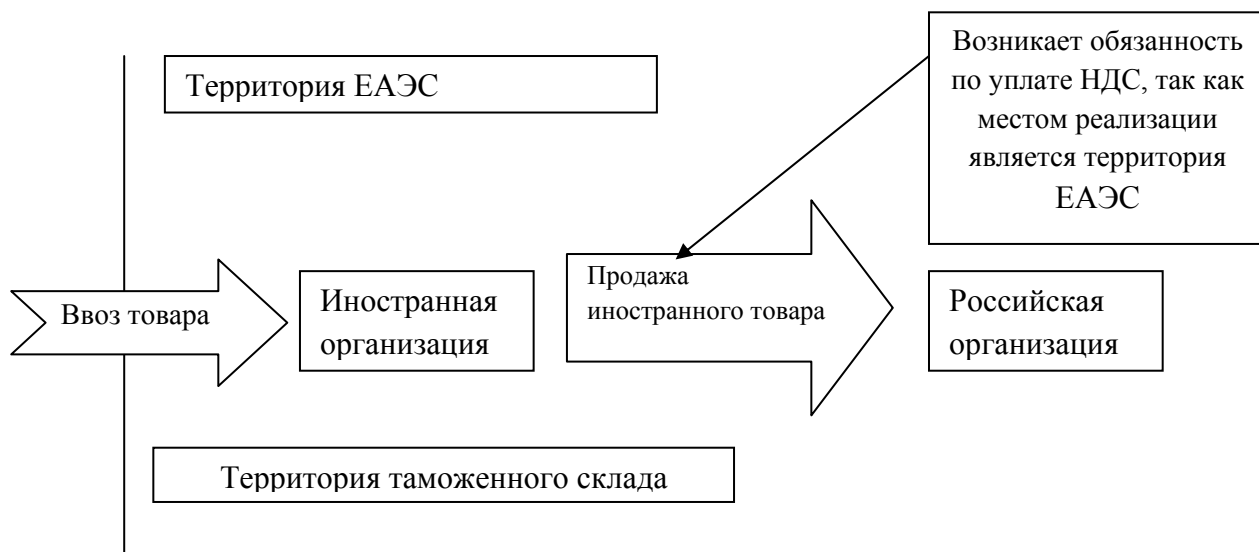 Территория ЕАЭС
Возникает обязанность
по уплате НДС, так как
местом реализации
является территория
ЕАЭС
Ввоз товара
Иностранная
организация
Продажа
иностранного товара
Российская
организация
Территория таможенного склада